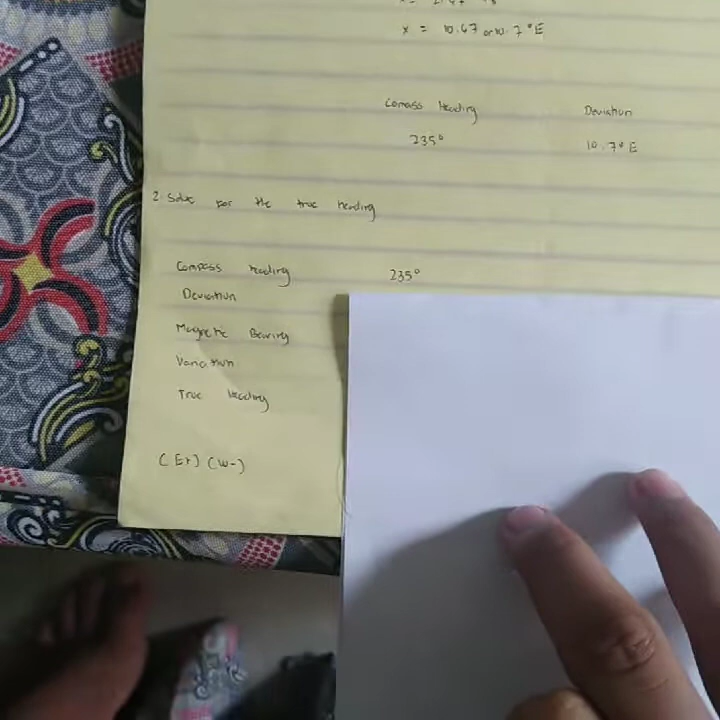 x = 10.67 or 10.7°E
Compass Heading Deviation
235° 10.7° E
2. Solve for the true heading
Compass heading 235°
Deviation
Magnetic Bearing
Variation
True Heading
(E+) (W-)